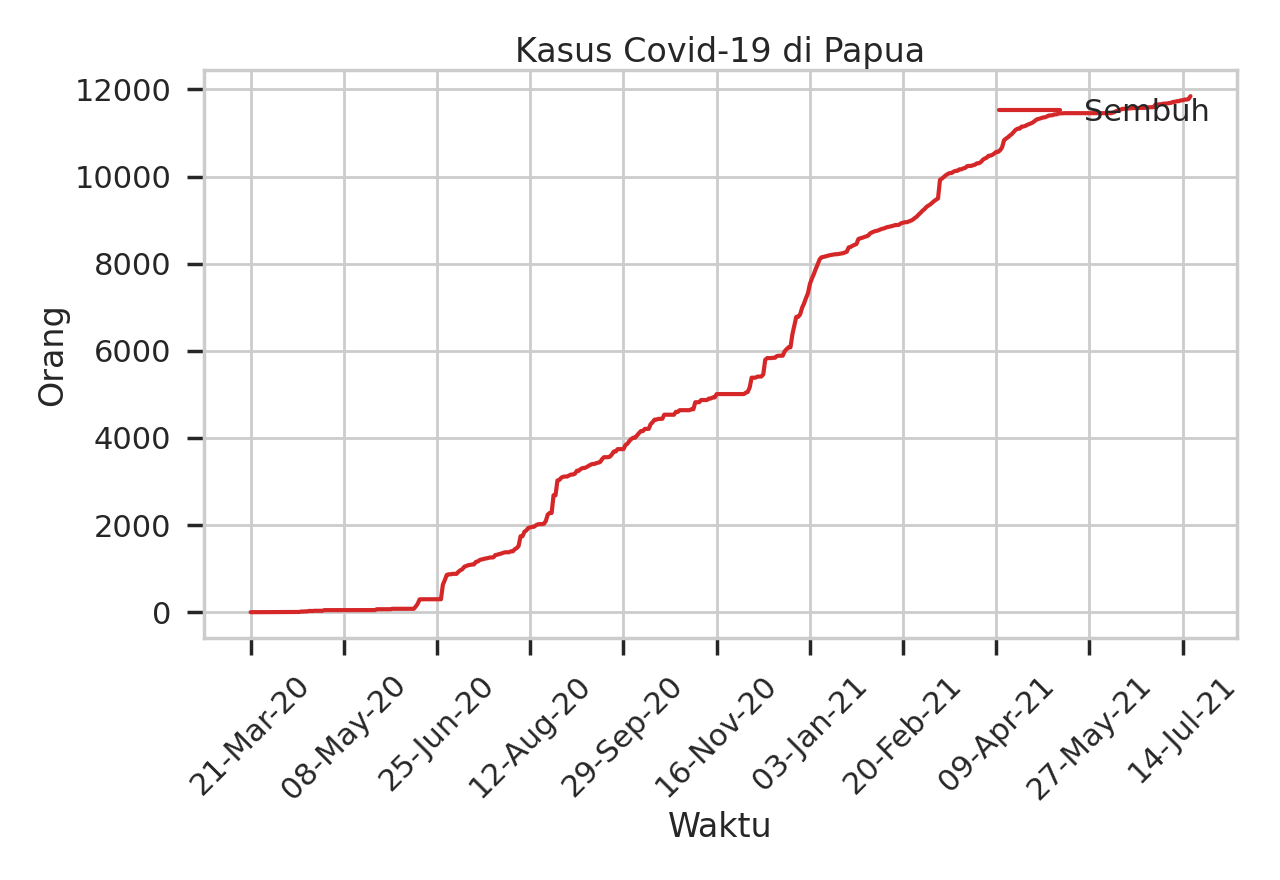 Kasus Covid-19 di Papua
12000
10000
8000
6000
4000
2000
0
Orang
Sembuh
21-Mar-20
08-May-20
25-Jun-20
12-Aug-20
29-Sep-20
16-Nov-20
03-Jan-21
20-Feb-21
09-Apr-21
27-May-21
14-Jul-21
Waktu